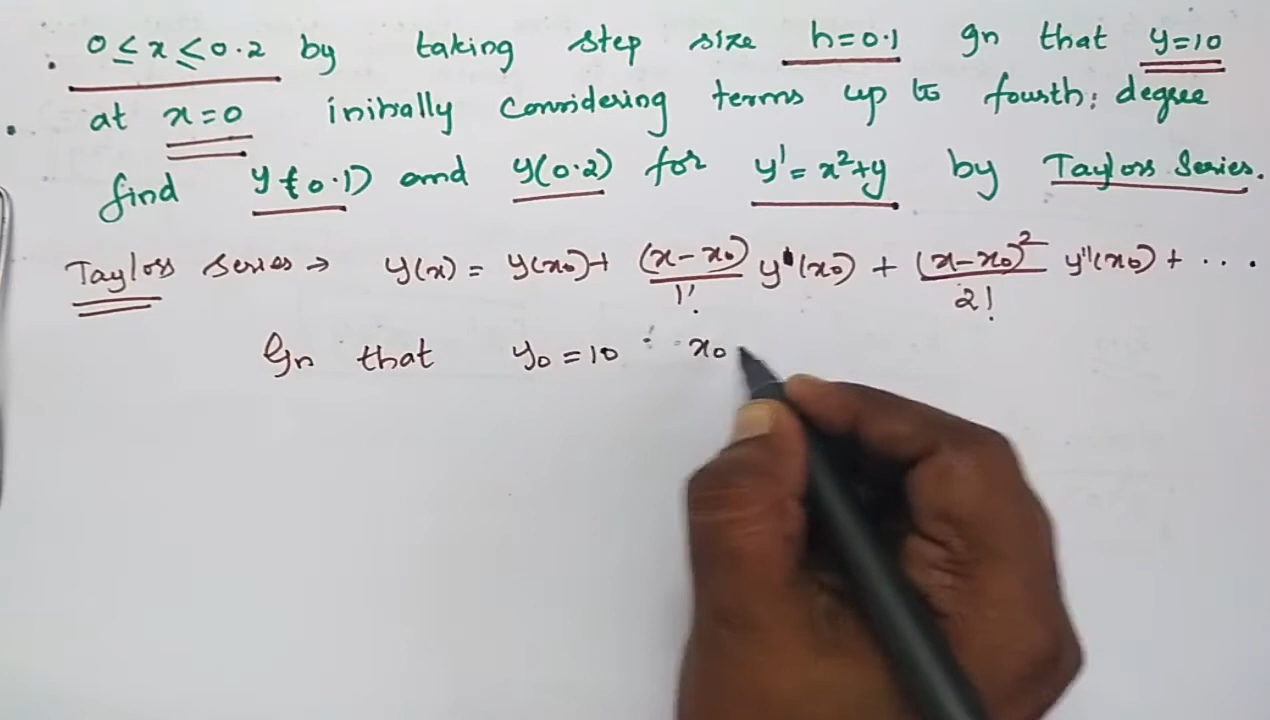 0 ≤ x ≤ 0.2 by taking step size h=0.1 gn that y=10
at x=0 initially considering terms up to fourth: degree
find y(0.1) and y(0.2) for y' = x²+y by Taylors Series.
Taylors Series → y(x) = y(x₀)+ (x-x₀)/1! y'(x₀) + (x-x₀)²/2! y''(x₀) + ...
Gn that y₀ = 10 x₀